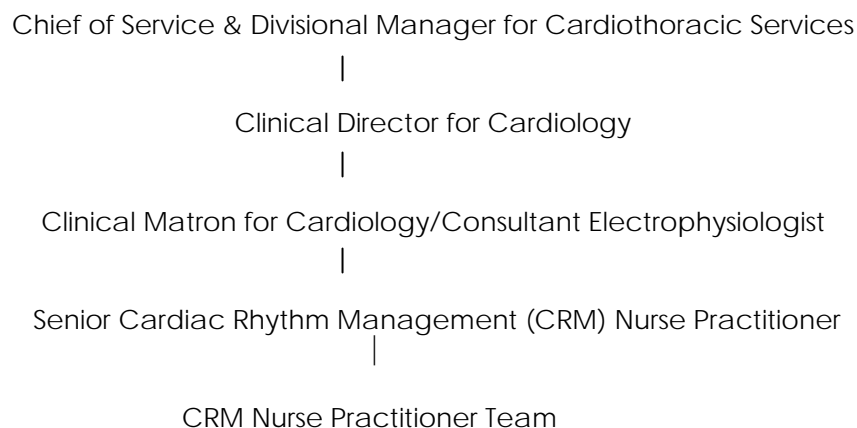 Chief of Service & Divisional Manager for Cardiothoracic Services
Clinical Director for Cardiology
Clinical Matron for Cardiology/Consultant Electrophysiologist
Senior Cardiac Rhythm Management (CRM) Nurse Practitioner
CRM Nurse Practitioner Team